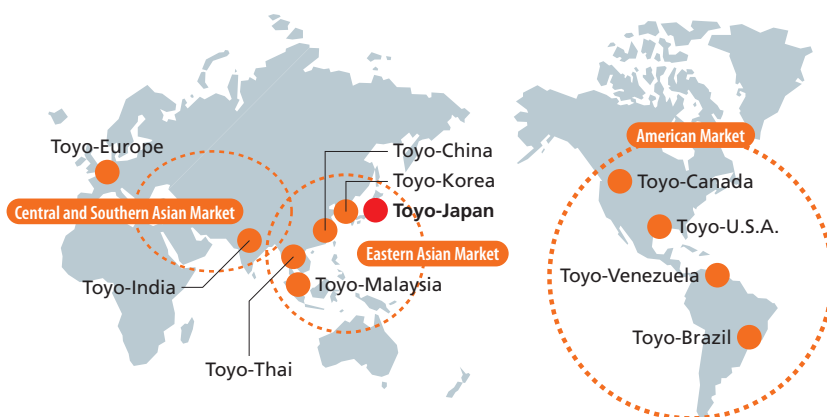 Toyo-Europe
Toyo-China
Toyo-Korea
Toyo-Japan
Central and Southern Asian Market
Eastern Asian Market
Toyo-India
Toyo-Malaysia
Toyo-Thai
American Market
Toyo-Canada
Toyo-U.S.A.
Toyo-Venezuela
Toyo-Brazil